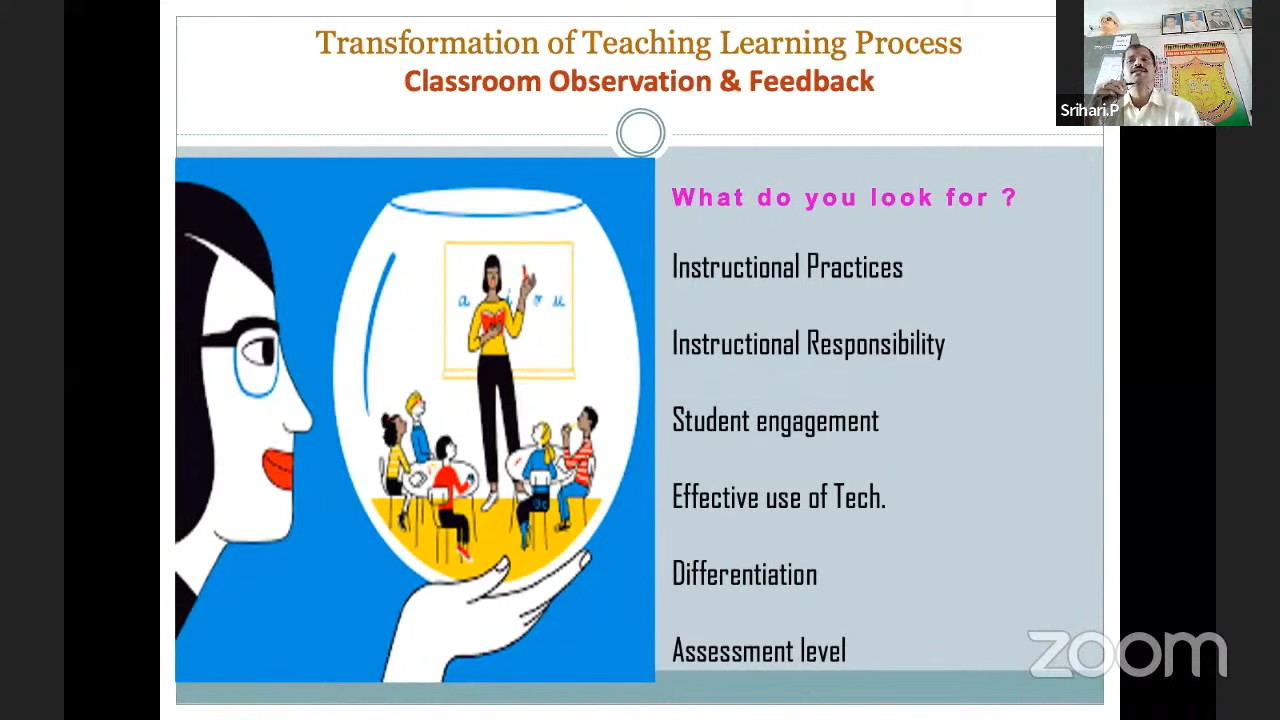 Transformation of Teaching Learning Process
Classroom Observation & Feedback
Srihari.P
What do you look for ?
Instructional Practices
Instructional Responsibility
Student engagement
Effective use of Tech.
Differentiation
Assessment level
zoom